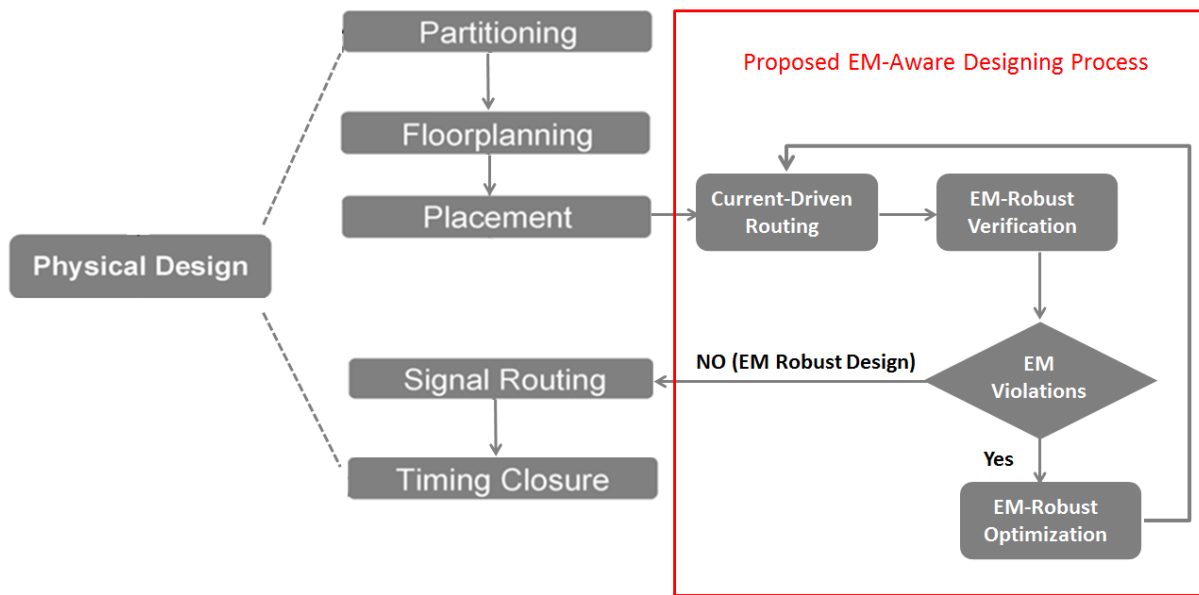 Partitioning
Proposed EM-Aware Designing Process
Floorplanning
Placement
Current-Driven
Routing
EM-Robust
Verification
Physical Design
NO (EM Robust Design)
EM
Violations
Signal Routing
Yes
Timing Closure
EM-Robust
Optimization